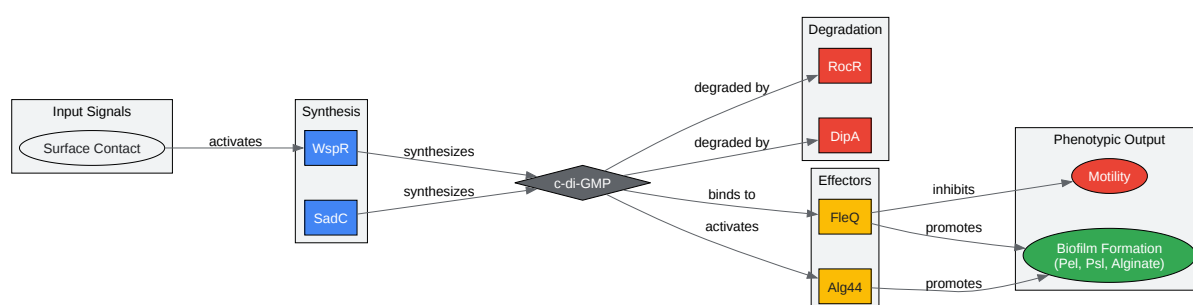 Degradation
RocR
degraded by
Input Signals
Synthesis
Surface Contact
activates
WspR
synthesizes
degraded by
DipA
Phenotypic Output
c-di-GMP
Effectors
synthesizes
SadC
binds to
FleQ
inhibits
Motility
activates
promotes
Biofilm Formation
(Pel, Psl, Alginate)
Alg44
promotes